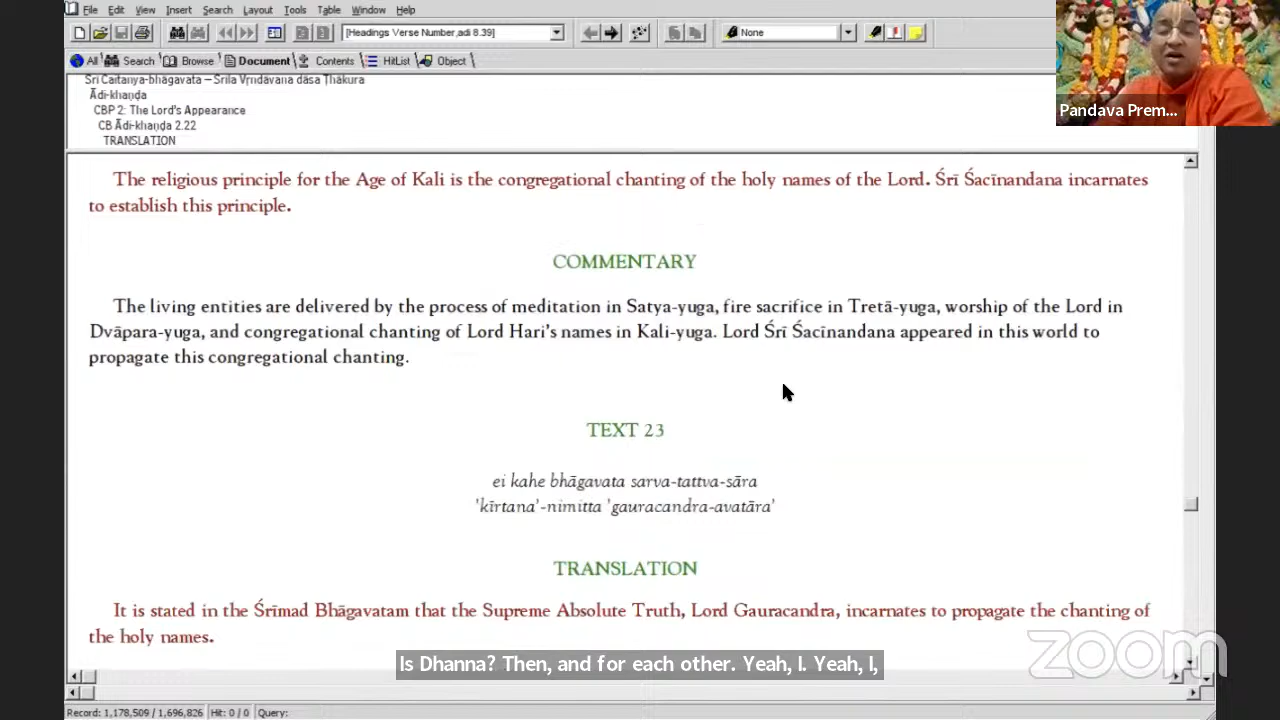 File Edit View Insert Search Layout Tools Table Window Help
[Headings Verse Number,adi 8.39] None
All Search Browse Document Contents HitList Object
Śrī Caitanya-bhāgavata – Śrīla Vṛndāvana dāsa Ṭhākura
Ādi-khaṇḍa
CBP 2: The Lord's Appearance
CB Ādi-khaṇḍa 2.22
TRANSLATION
Pandava Prem...
The religious principle for the Age of Kali is the congregational chanting of the holy names of the Lord. Śrī Śacīnandana incarnates
to establish this principle.
COMMENTARY
The living entities are delivered by the process of meditation in Satya-yuga, fire sacrifice in Tretā-yuga, worship of the Lord in
Dvāpara-yuga, and congregational chanting of Lord Hari's names in Kali-yuga. Lord Śrī Śacīnandana appeared in this world to
propagate this congregational chanting.
TEXT 23
ei kahe bhāgavata sarva-tattva-sāra
'kīrtana'-nimitta 'gauracandra-avatāra'
TRANSLATION
It is stated in the Śrīmad Bhāgavatam that the Supreme Absolute Truth, Lord Gauracandra, incarnates to propagate the chanting of
the holy names.
zoom
Is Dhanna? Then, and for each other. Yeah, I. Yeah, I,
Record: 1,178,509 / 1,696,826 Hit: 0 / 0 Query: